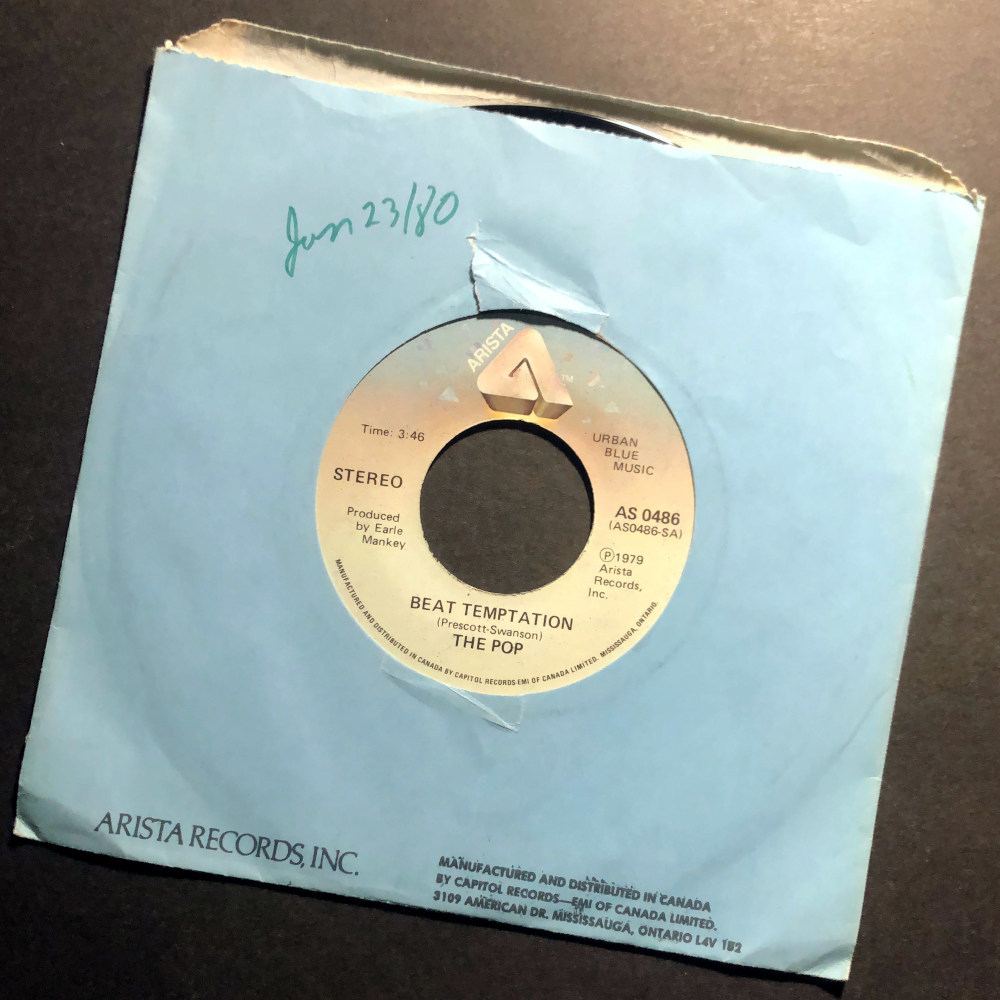 Jan 23/80
ARISTA
TM
Time: 3:46
STEREO
Produced
by Earle
Mankey
URBAN
BLUE
MUSIC
AS 0486
(AS0486-SA)
Ⓟ1979
Arista
Records,
Inc.
BEAT TEMPTATION
(Prescott-Swanson)
THE POP
MANUFACTURED AND DISTRIBUTED IN CANADA BY CAPITOL RECORDS-EMI OF CANADA LIMITED, MISSISSAUGA, ONTARIO.
ARISTA RECORDS, INC.
MANUFACTURED AND DISTRIBUTED IN CANADA
BY CAPITOL RECORDS—EMI OF CANADA LIMITED.
3109 AMERICAN DR. MISSISSAUGA, ONTARIO L4V 1B2